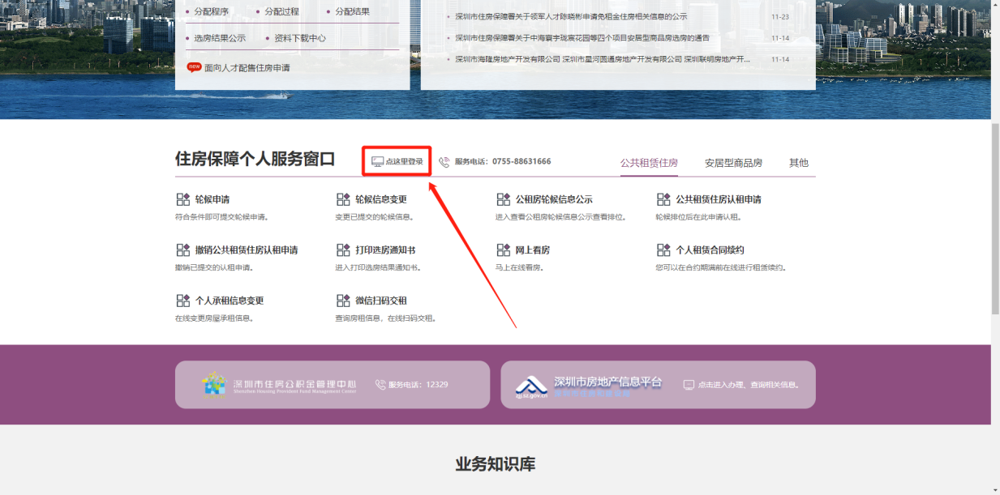 分配程序 分配过程 分配结果
选房结果公示 资料下载中心
new 面向人才配售住房申请
深圳市住房保障署关于领军人才陈晓彬申请免租金住房相关信息的公示 11-23
深圳市住房保障署关于中海寰宇珑宸花园等四个项目安居型商品房选房的通告 11-14
深圳市海隆房地产开发有限公司 深圳市星河圆通房地产开发有限公司 深圳联明房地产开... 11-14
住房保障个人服务窗口 点这里登录 服务电话：0755-88631666 公共租赁住房 安居型商品房 其他
轮候申请 轮候信息变更 公租房轮候信息公示 公共租赁住房认租申请
符合条件即可提交轮候申请。 变更已提交的轮候信息。 进入查看公租房轮候信息公示查看排位。 轮候排位后在此申请认租。
撤销公共租赁住房认租申请 打印选房通知书 网上看房 个人租赁合同续约
撤销已提交的认租申请。 进入打印选房结果通知书。 马上在线看房。 您可以在合约期满前在线进行租赁续约。
个人承租信息变更 微信扫码交租
在线变更房屋承租信息。 查询房租信息，在线扫码交租。
深圳市住房公积金管理中心 服务电话：12329 深圳市房地产信息平台 点击进入办理、查询相关信息。
Shenzhen Housing Provident Fund Management Center
业务知识库